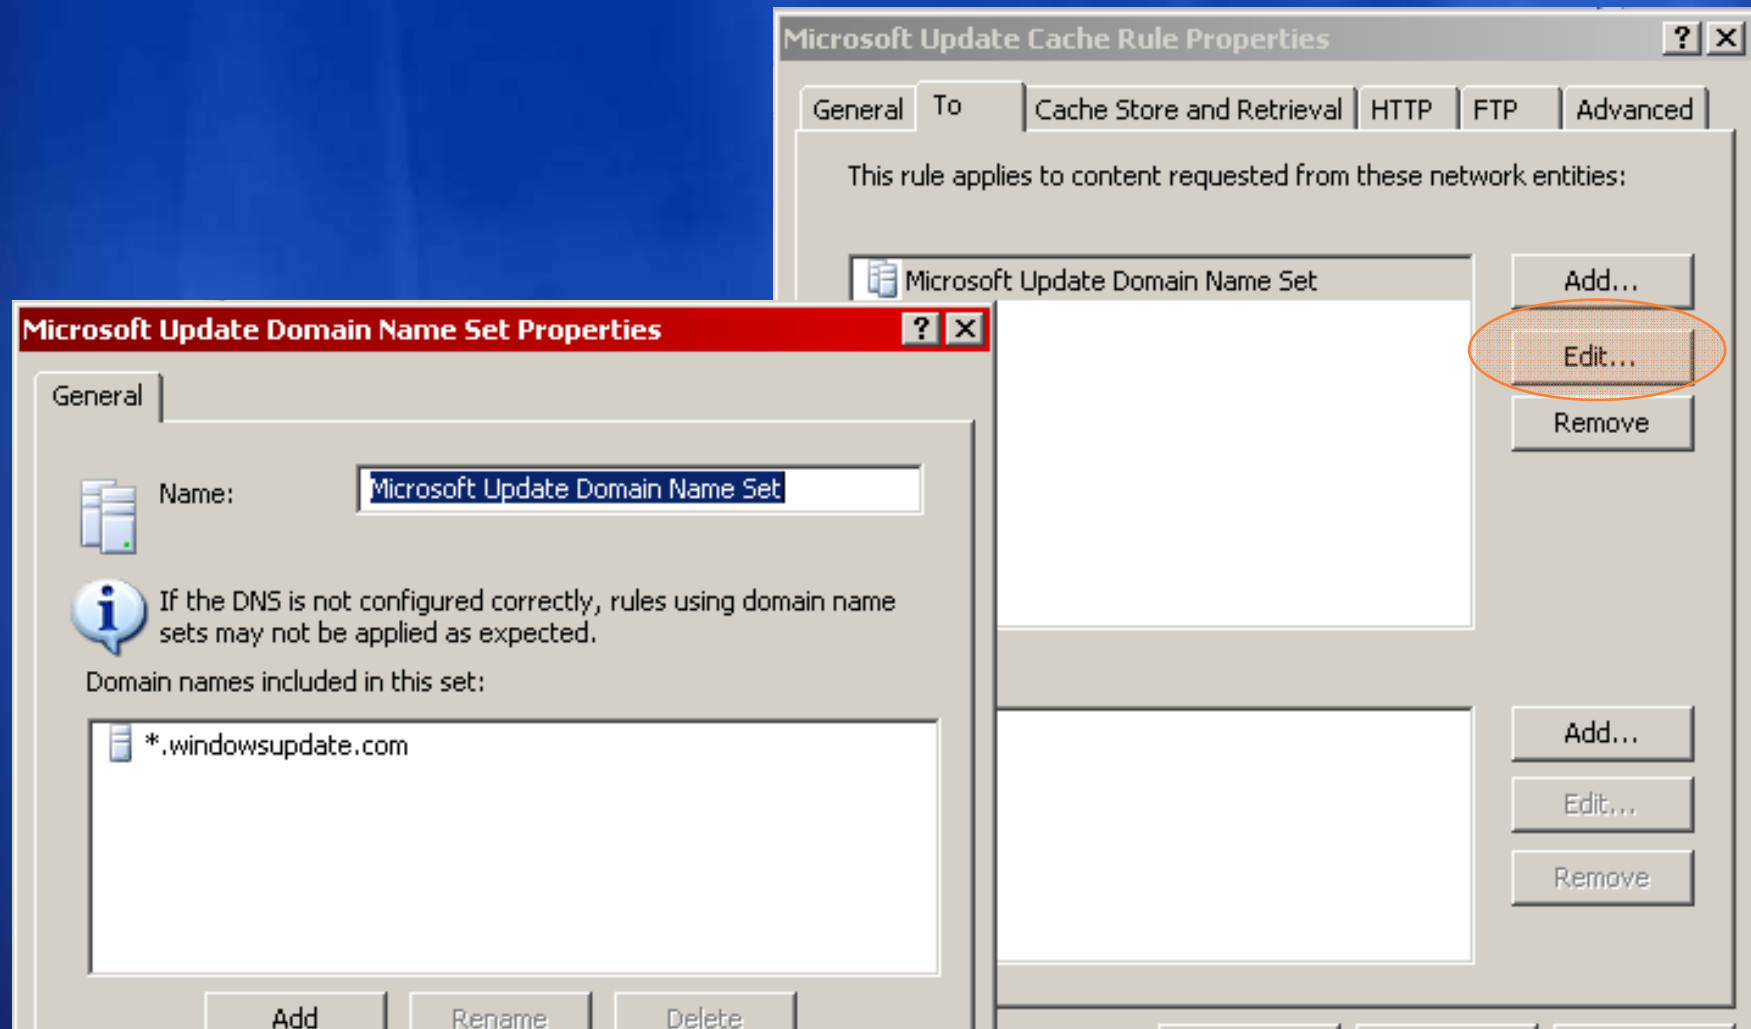 Microsoft Update Cache Rule Properties
General To Cache Store and Retrieval HTTP FTP Advanced
This rule applies to content requested from these network entities:
Microsoft Update Domain Name Set
Add...
Edit...
Remove
Add...
Edit...
Remove
Microsoft Update Domain Name Set Properties
General
Name: Microsoft Update Domain Name Set
If the DNS is not configured correctly, rules using domain name
sets may not be applied as expected.
Domain names included in this set:
*.windowsupdate.com
Add Rename Delete